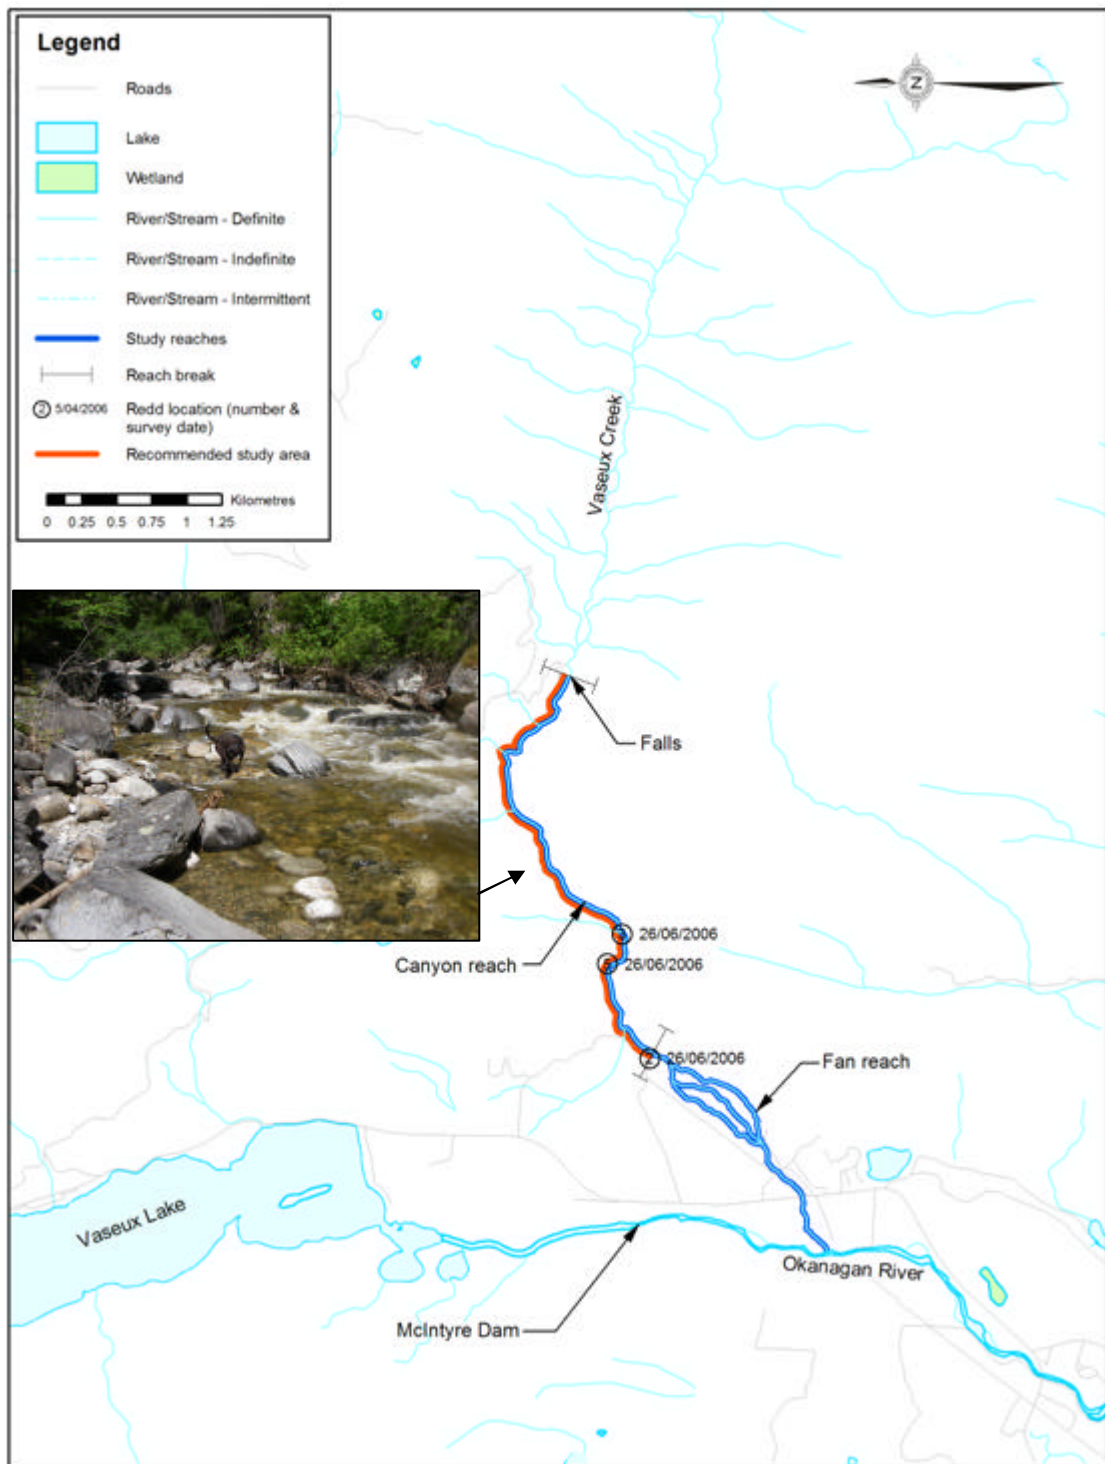 Legend
Roads
Lake
Wetland
River/Stream - Definite
River/Stream - Indefinite
River/Stream - Intermittent
Study reaches
Reach break
2 5/04/2006 Redd location (number &
survey date)
Recommended study area
Kilometres
0 0.25 0.5 0.75 1 1.25
Z
Vaseux Creek
Falls
26/06/2006
Canyon reach
5 26/06/2006
2 26/06/2006
Fan reach
Vaseux Lake
Okanagan River
McIntyre Dam